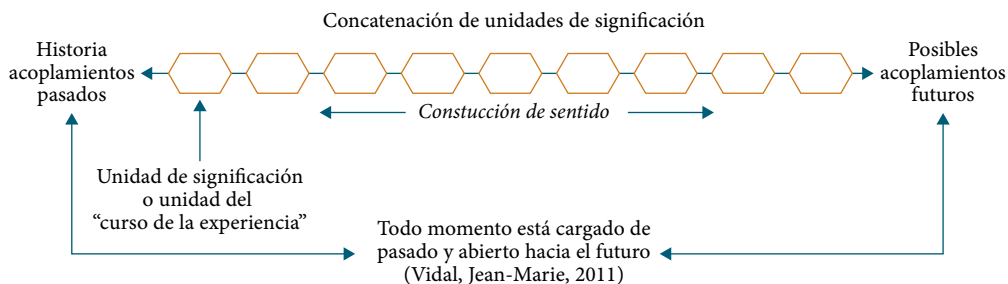 Concatenación de unidades de significación
Historia
acoplamientos
pasados
Posibles
acoplamientos
futuros
Constucción de sentido
Unidad de significación
o unidad del
“curso de la experiencia”
Todo momento está cargado de
pasado y abierto hacia el futuro
(Vidal, Jean-Marie, 2011)